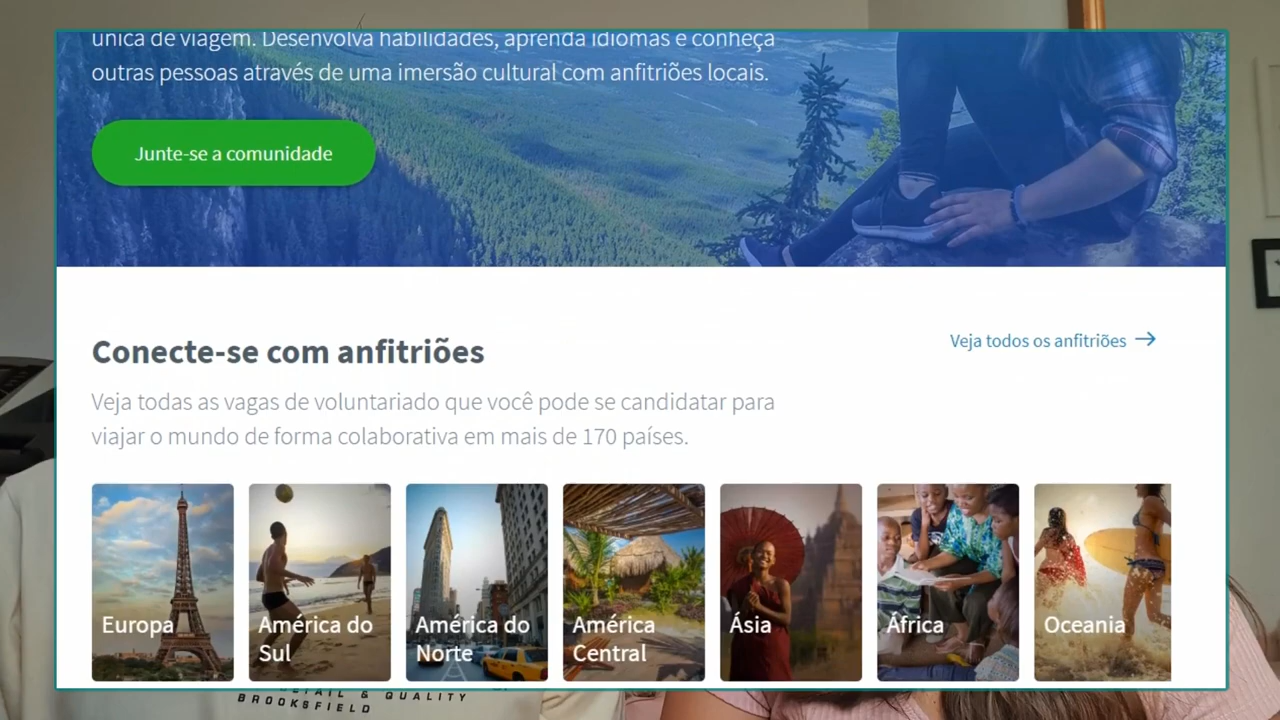 única de viagem. Desenvolva habilidades, aprenda idiomas e conheça
outras pessoas através de uma imersão cultural com anfitriões locais.
Junte-se a comunidade
Conecte-se com anfitriões
Veja todos os anfitriões
Veja todas as vagas de voluntariado que você pode se candidatar para
viajar o mundo de forma colaborativa em mais de 170 países.
Europa
América do
Sul
América do
Norte
América
Central
Ásia
África
Oceania
& QUALITY
BROOKSFIELD